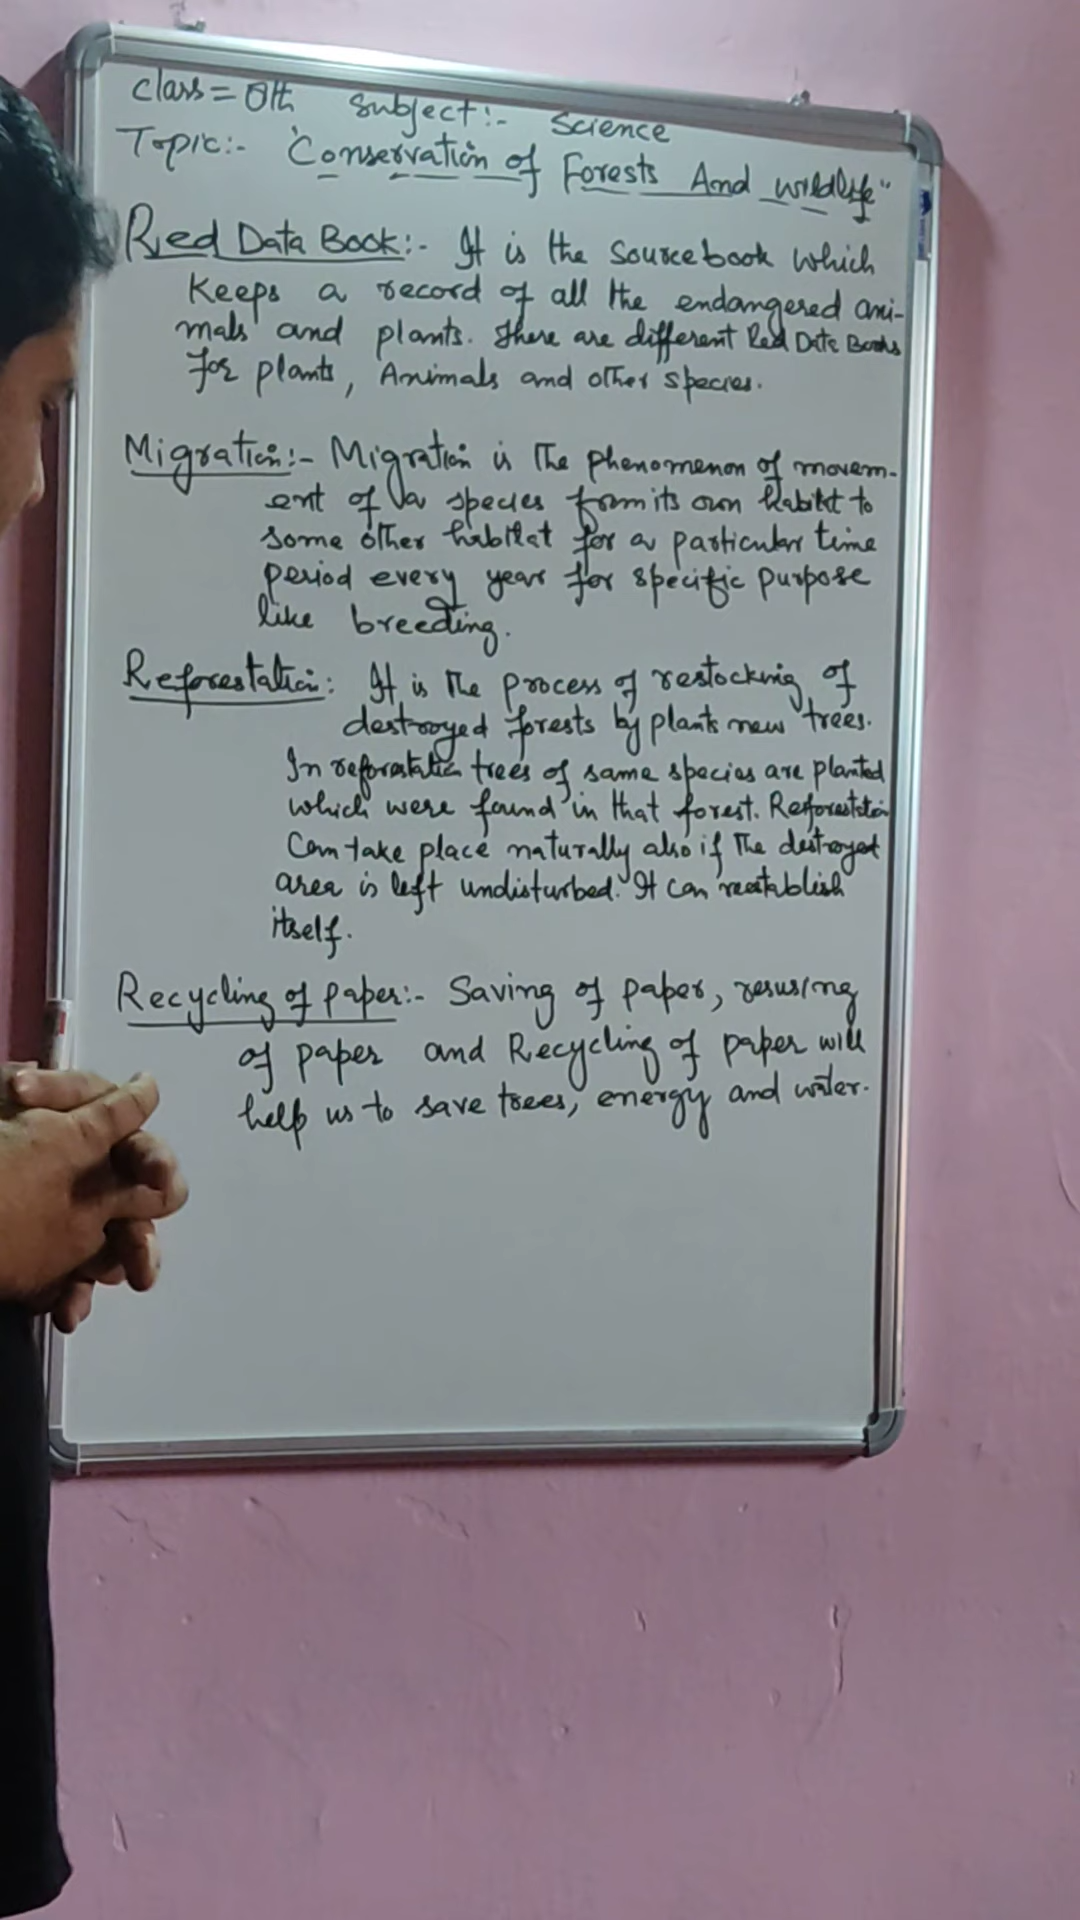 Class = 8th Subject:- Science
Topic:- "Conservation of Forests And wildlife"
Red Data Book:- It is the Sourcebook which
keeps a record of all the endangered ani-
mals and plants. There are different Red Data Books
for plants, Animals and other species.
Migration:- Migration is The phenomenon of movem-
ent of a species from its own habitat to
some other habitat for a particular time
period every year for specific purpose
like breeding.
Reforestation: It is The process of restocking of
destroyed forests by plants new trees.
In reforestation trees of same species are planted
which were found in that forest. Reforestation
Can take place naturally also if The destroyed
area is left undisturbed. It can reestablish
itself.
Recycling of paper:- Saving of paper, resusing
of paper and Recycling of paper will
help us to save trees, energy and water.